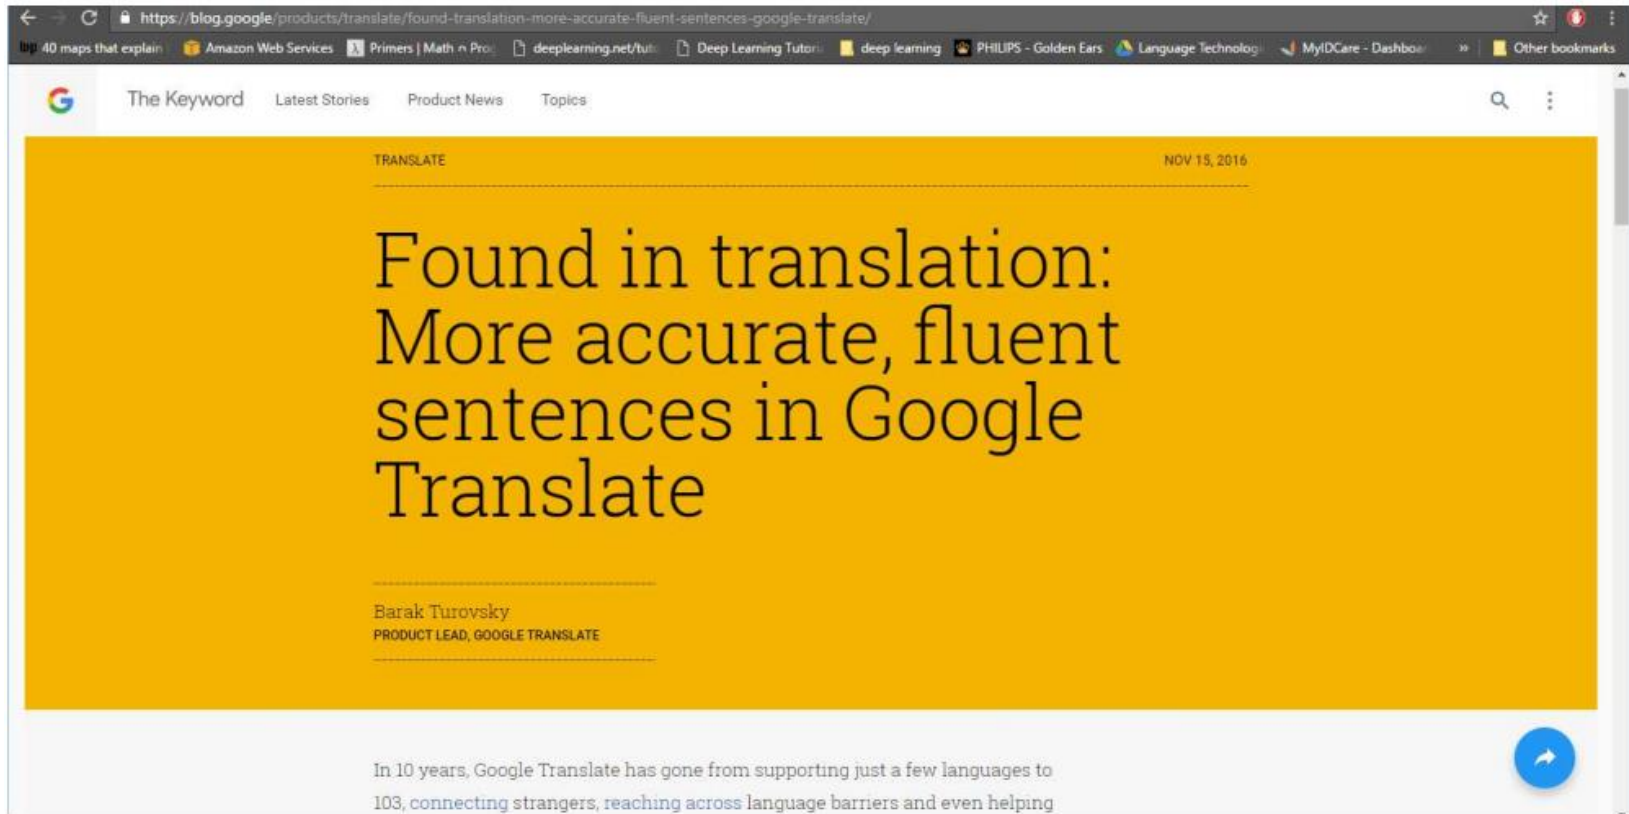 https://blog.google/products/translate/found-translation-more-accurate-fluent-sentences-google-translate/
40 maps that explain Amazon Web Services Primers | Math ∩ Prog deeplearning.net/tuto Deep Learning Tutori deep learning PHILIPS - Golden Ears Language Technolog MyIDCare - Dashboar » Other bookmarks
G The Keyword Latest Stories Product News Topics
TRANSLATE NOV 15, 2016
Found in translation:
More accurate, fluent
sentences in Google
Translate
Barak Turovsky
PRODUCT LEAD, GOOGLE TRANSLATE
In 10 years, Google Translate has gone from supporting just a few languages to
103, connecting strangers, reaching across language barriers and even helping